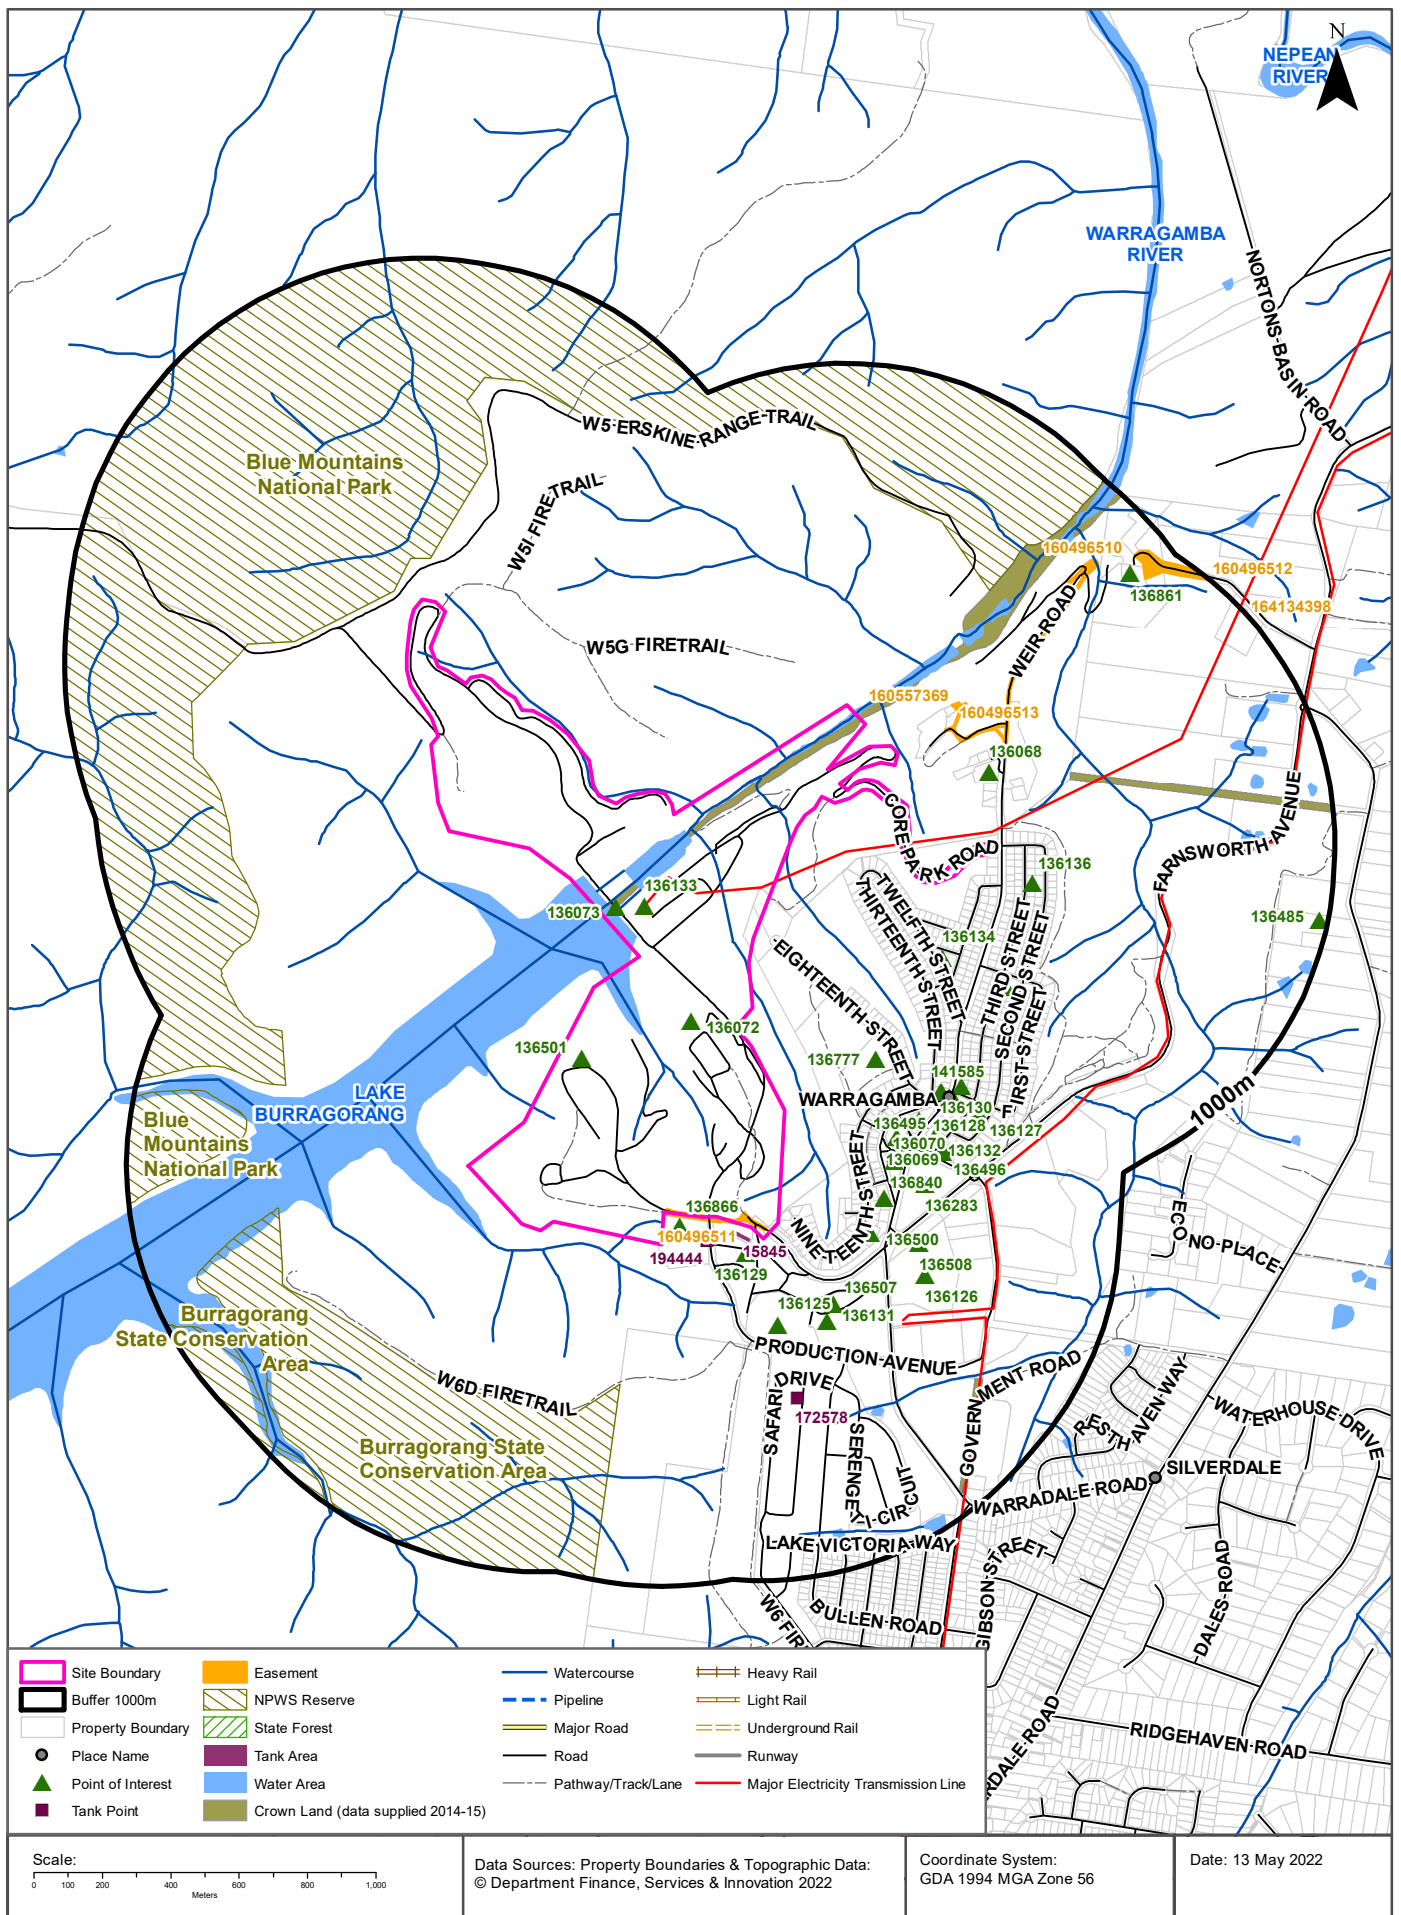 N
NEPEAN
RIVER
WARRAGAMBA
RIVER
NORTONS BASIN ROAD
W5 ERSKINE RANGE TRAIL
Blue Mountains
National Park
W5I FIRETRAIL
160496510
160496512
136861
164134398
WEIR ROAD
W5G FIRETRAIL
160557369
160496513
136068
CORE PARK ROAD
FARNSWORTH AVENUE
136136
136133
136073
136485
TWELFTH STREET
THIRTEENTH STREET
136134
THIRD STREET
SECOND STREET
FIRST STREET
EIGHTEENTH STREET
136072
136501
136777
141585
LAKE
BURRAGORANG
WARRAGAMBA
136130
1000m
Blue
Mountains
National Park
136495
136128
136127
136070
136132
136069
136496
136840
136283
NINETEENTH STREET
136866
160496511
194444
15845
136129
136500
136508
136126
136507
136125
136131
ECONO PLACE
Burragorang
State Conservation
Area
PRODUCTION AVENUE
W6D FIRETRAIL
SAFARI DRIVE
172578
SERENGETI CIRCUIT
GOVERNMENT ROAD
RESTHAVEN WAY
WATERHOUSE DRIVE
Burragorang State
Conservation Area
SILVERDALE
WARRADALE ROAD
LAKE VICTORIA WAY
GIBSON STREET
DALES ROAD
BULLEN ROAD
W6 FIR
RDALE ROAD
RIDGEHAVEN ROAD
Site Boundary
Buffer 1000m
Property Boundary
Place Name
Point of Interest
Tank Point
Easement
NPWS Reserve
State Forest
Tank Area
Water Area
Crown Land (data supplied 2014-15)
Watercourse
Pipeline
Major Road
Road
Pathway/Track/Lane
Heavy Rail
Light Rail
Underground Rail
Runway
Major Electricity Transmission Line
Scale:
0 100 200 400 600 800 1,000
Meters
Data Sources: Property Boundaries & Topographic Data:
© Department Finance, Services & Innovation 2022
Coordinate System:
GDA 1994 MGA Zone 56
Date: 13 May 2022